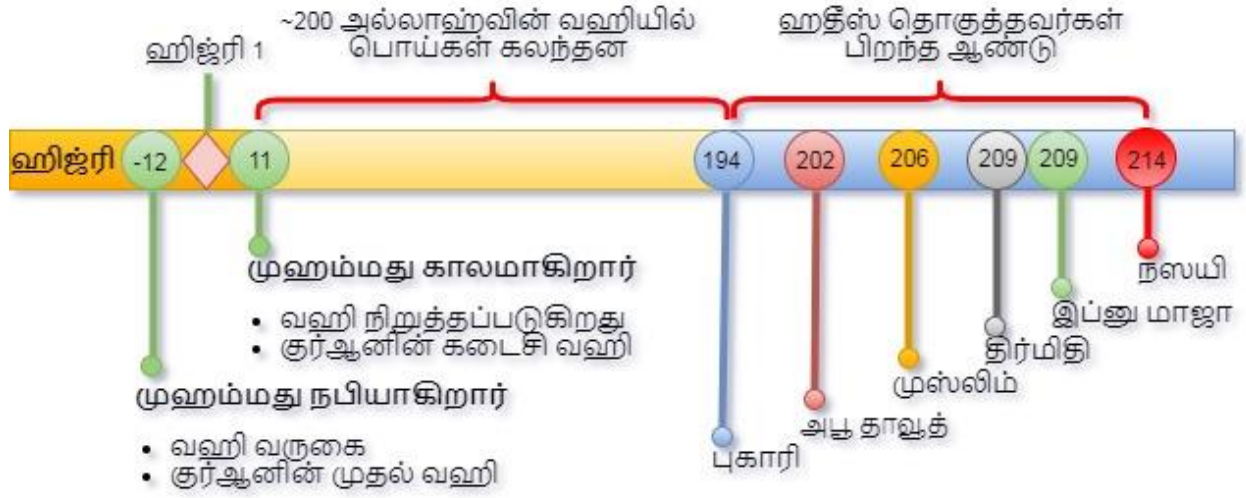 ~200 அல்லாஹ்வின் வஹியில்
பொய்கள் கலந்தன
ஹதீஸ் தொகுத்தவர்கள்
பிறந்த ஆண்டு
ஹிஜ்ரி 1
ஹிஜ்ரி -12 11 194 202 206 209 209 214
முஹம்மது காலமாகிறார்
• வஹி நிறுத்தப்படுகிறது
• குர்ஆனின் கடைசி வஹி
முஹம்மது நபியாகிறார்
• வஹி வருகை
• குர்ஆனின் முதல் வஹி
புகாரி
அபூ தாவூத்
முஸ்லிம்
திர்மிதி
இப்னு மாஜா
நஸயி